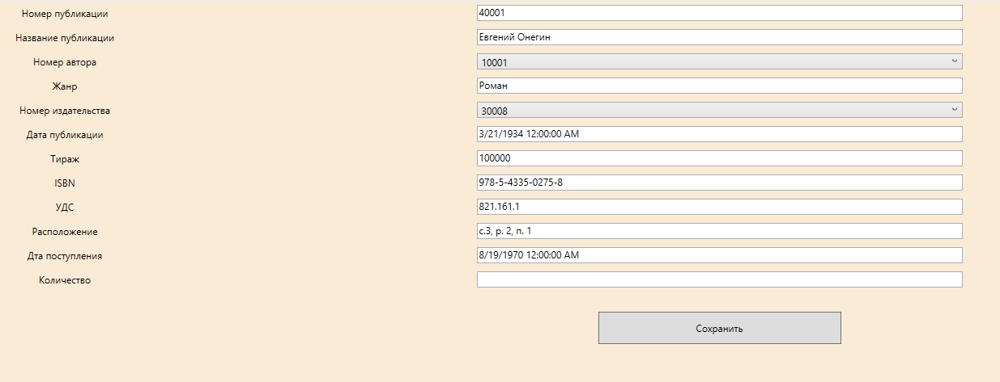 Номер публикации 40001
Название публикации Евгений Онегин
Номер автора 10001
Жанр Роман
Номер издательства 30008
Дата публикации 3/21/1934 12:00:00 AM
Тираж 100000
ISBN 978-5-4335-0275-8
УДС 821.161.1
Расположение с.3, р. 2, п. 1
Дта поступления 8/19/1970 12:00:00 AM
Количество
Сохранить